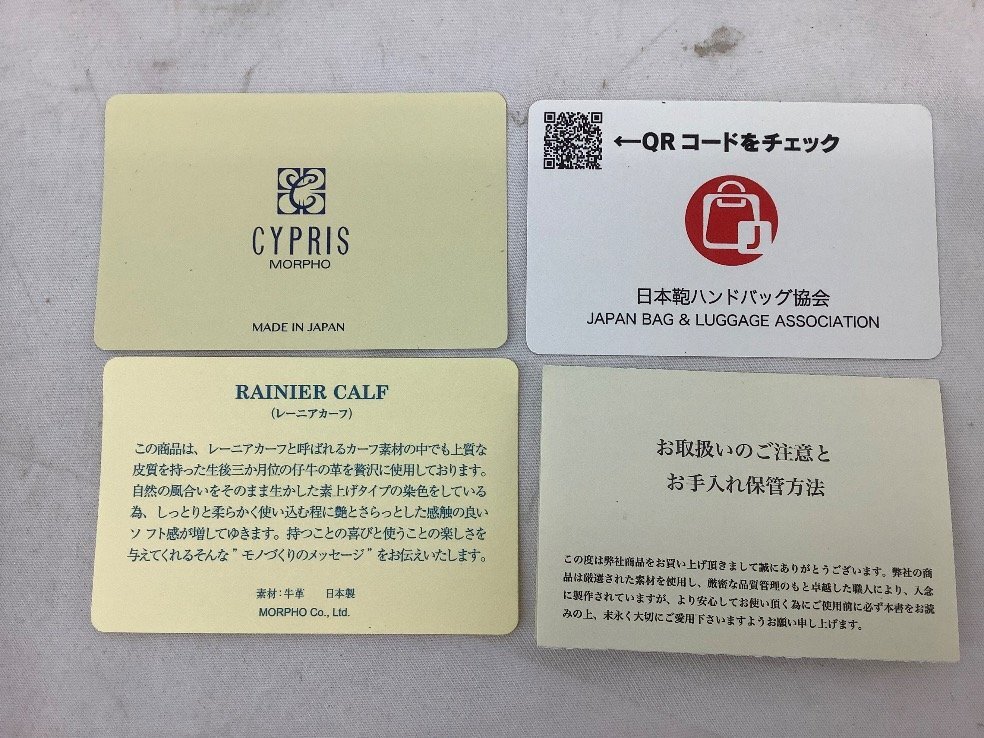 CYPRIS
MORPHO
MADE IN JAPAN
←QRコードをチェック
J
日本鞄ハンドバッグ協会
JAPAN BAG & LUGGAGE ASSOCIATION
RAINIER CALF
(レーニアカーフ)
この商品は、レーニアカーフと呼ばれるカーフ素材の中でも上質な
皮質を持った生後三か月位の仔牛の革を贅沢に使用しております。
自然の風合いをそのまま生かした素上げタイプの染色をしている
為、しっとりと柔らかく使い込む程に艶とさらっとした感触の良い
ソフト感が増してゆきます。持つことの喜びと使うことの楽しさを
与えてくれるそんな”モノづくりのメッセージ”をお伝えいたします。
素材:牛革 日本製
MORPHO Co., Ltd.
お取扱いのご注意と
お手入れ保管方法
この度は弊社商品をお買い上げ頂きまして誠にありがとうございます。弊社の商
品は厳選された素材を使用し、厳密な品質管理のもと卓越した職人により、入念
に製作されていますが、より安心してお使い頂く為にご使用前に必ず本書をお読
みの上、末永く大切にご愛用下さいますようお願い申し上げます。